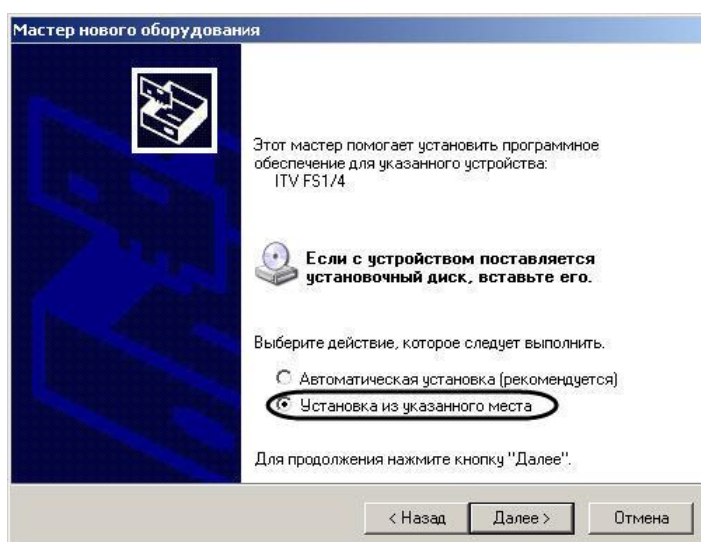 Мастер нового оборудования
Этот мастер помогает установить программное
обеспечение для указанного устройства:
ITV FS1/4
Если с устройством поставляется
установочный диск, вставьте его.
Выберите действие, которое следует выполнить.
Автоматическая установка (рекомендуется)
Установка из указанного места
Для продолжения нажмите кнопку "Далее".
< Назад
Далее >
Отмена